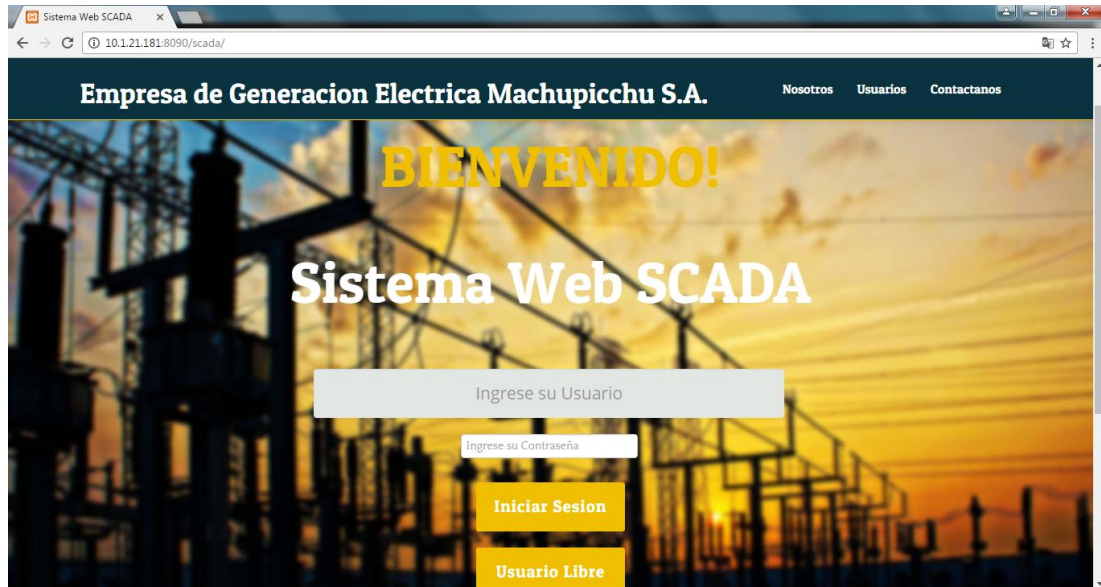 Sistema Web SCADA
10.1.21.181:8090/scada/
Empresa de Generacion Electrica Machupicchu S.A.
Nosotros Usuarios Contactanos
BIENVENIDO!
Sistema Web SCADA
Ingrese su Usuario
Ingrese su Contraseña
Iniciar Sesion
Usuario Libre